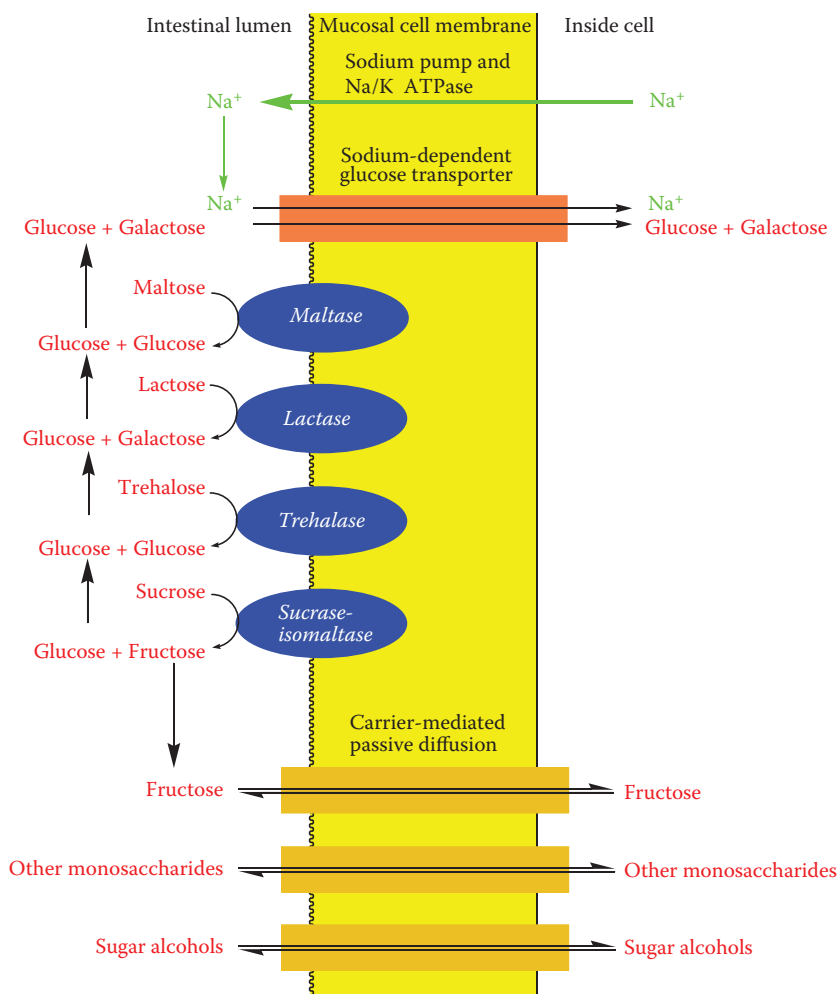 Intestinal lumen Mucosal cell membrane Inside cell
Sodium pump and
Na/K ATPase
Na⁺ Na⁺
Sodium-dependent
glucose transporter
Na⁺ Na⁺
Glucose + Galactose Glucose + Galactose
Maltose
Maltase
Glucose + Glucose
Lactose
Lactase
Glucose + Galactose
Trehalose
Trehalase
Glucose + Glucose
Sucrose
Sucrase-
isomaltase
Glucose + Fructose
Carrier-mediated
passive diffusion
Fructose Fructose
Other monosaccharides Other monosaccharides
Sugar alcohols Sugar alcohols